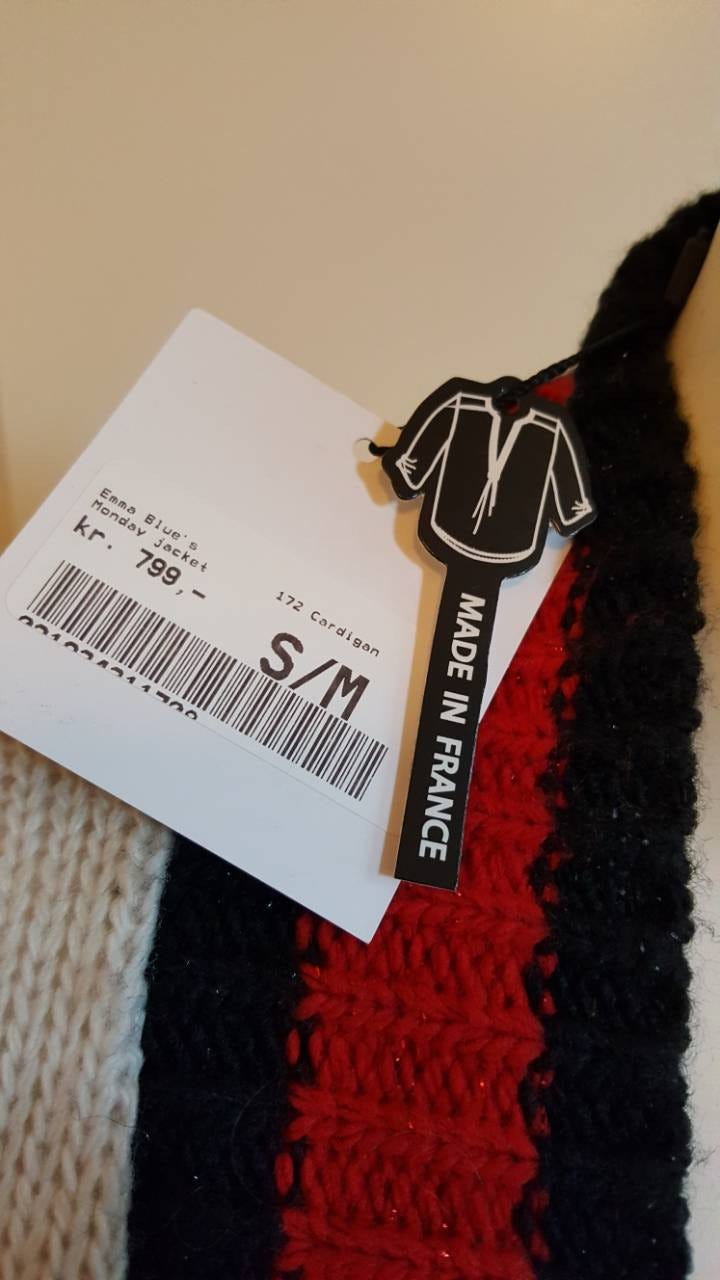 Emma Blue's
Monday jacket
kr. 799,-
172 Cardigan
S/M
MADE IN FRANCE